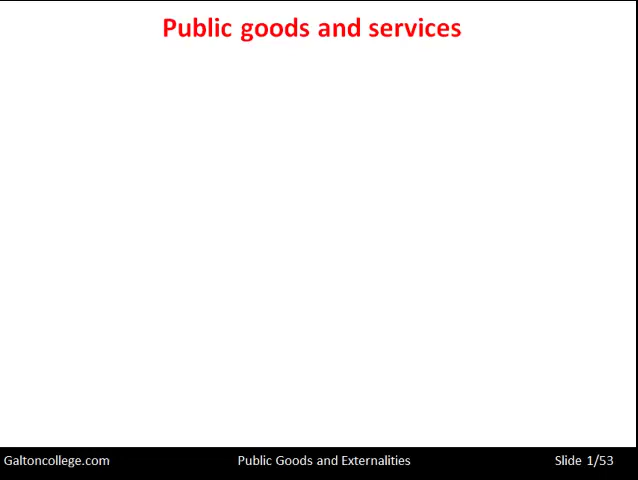 Public goods and services
Galtoncollege.com Public Goods and Externalities Slide 1/53